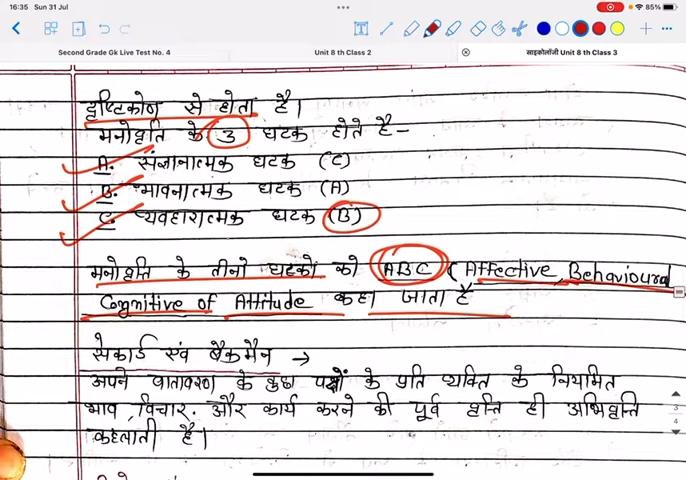 16:35 Sun 31 Jul
85%
Second Grade Gk Live Test No. 4
Unit 8 th Class 2
साइकोलॉजी Unit 8 th Class 3
दृष्टिकोण से होता है।
मनोवृति के 3 घटक होते है-
A. संज्ञानात्मक घटक (C)
B. भावनात्मक घटक (A)
C. व्यवहारात्मक घटक (B)
मनोवृति के तीनो घटकों को ABC ( Affective, Behavioural
Cognitive of Attitude कहा जाता है
सेकार्ड एंव बैकमैन →
अपने वातावरण के कुछ पक्षों के प्रति व्यक्ति के नियमित
भाव, विचार. और कार्य करने की पूर्व वृत्ति ही अभिवृत्ति
कहलाती है।
3
4